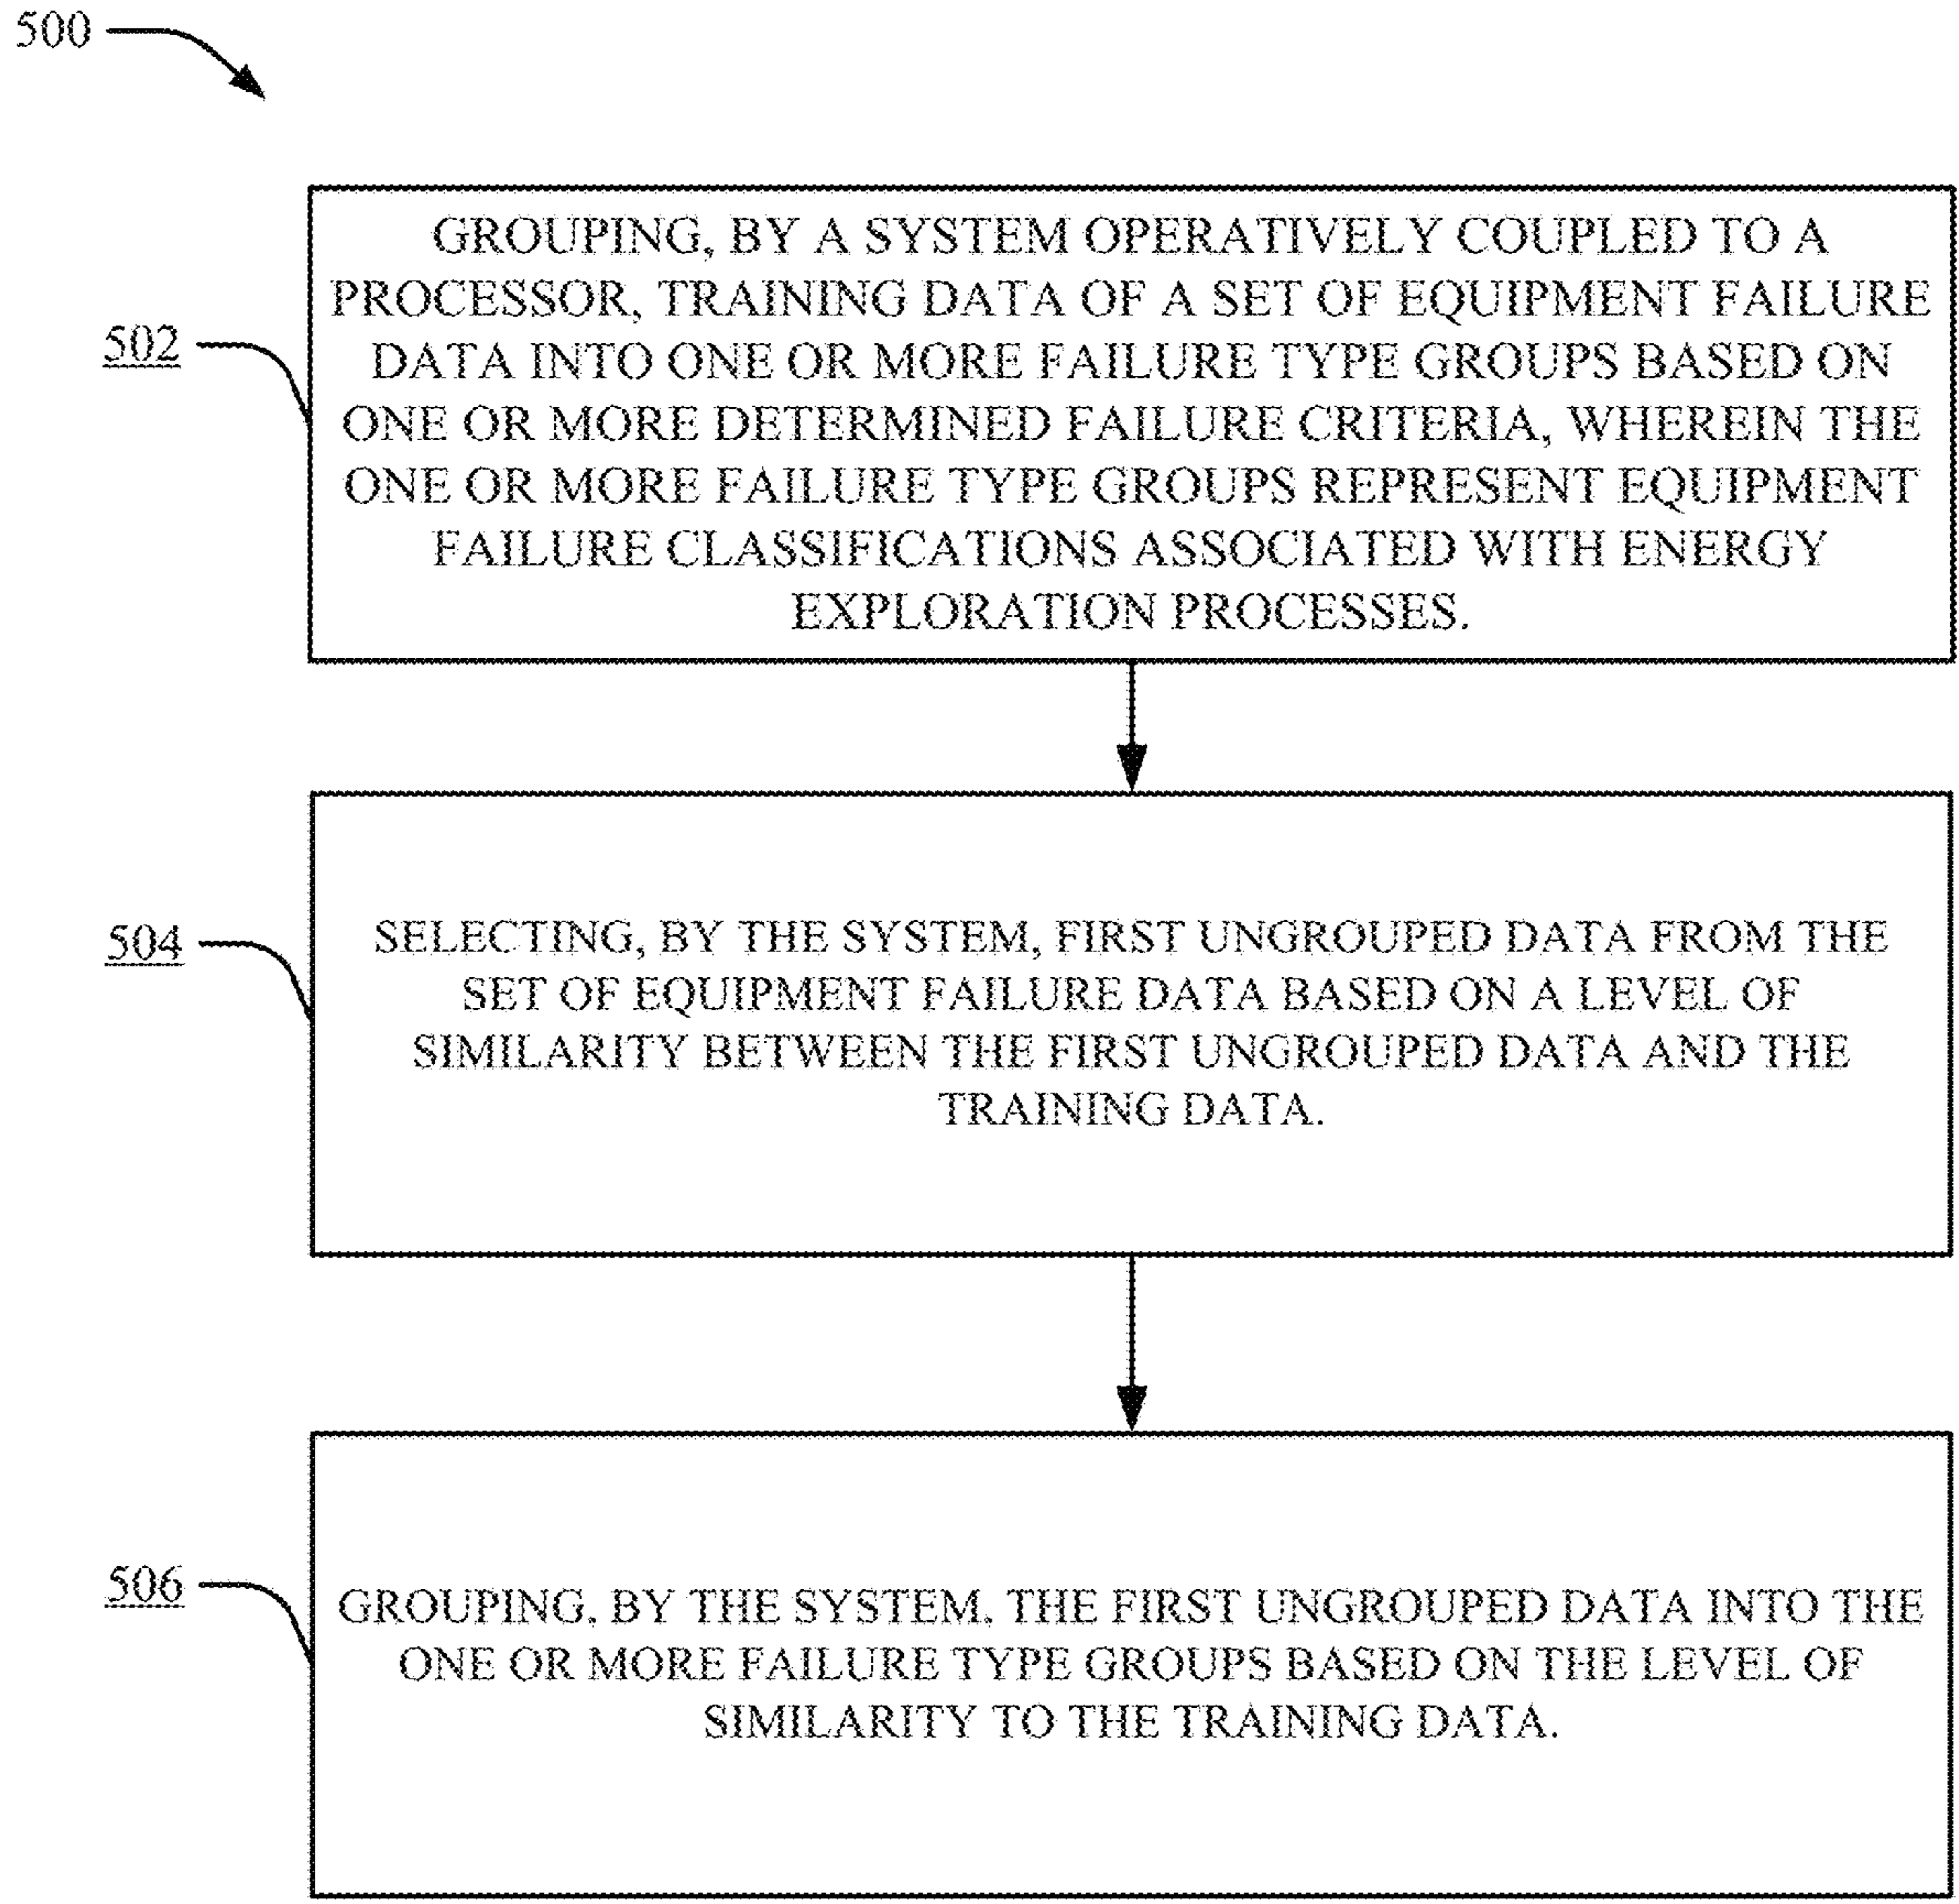 500
502
GROUPING, BY A SYSTEM OPERATIVELY COUPLED TO A
PROCESSOR, TRAINING DATA OF A SET OF EQUIPMENT FAILURE
DATA INTO ONE OR MORE FAILURE TYPE GROUPS BASED ON
ONE OR MORE DETERMINED FAILURE CRITERIA, WHEREIN THE
ONE OR MORE FAILURE TYPE GROUPS REPRESENT EQUIPMENT
FAILURE CLASSIFICATIONS ASSOCIATED WITH ENERGY
EXPLORATION PROCESSES.
504
SELECTING, BY THE SYSTEM, FIRST UNGROUPED DATA FROM THE
SET OF EQUIPMENT FAILURE DATA BASED ON A LEVEL OF
SIMILARITY BETWEEN THE FIRST UNGROUPED DATA AND THE
TRAINING DATA.
506
GROUPING, BY THE SYSTEM, THE FIRST UNGROUPED DATA INTO THE
ONE OR MORE FAILURE TYPE GROUPS BASED ON THE LEVEL OF
SIMILARITY TO THE TRAINING DATA.